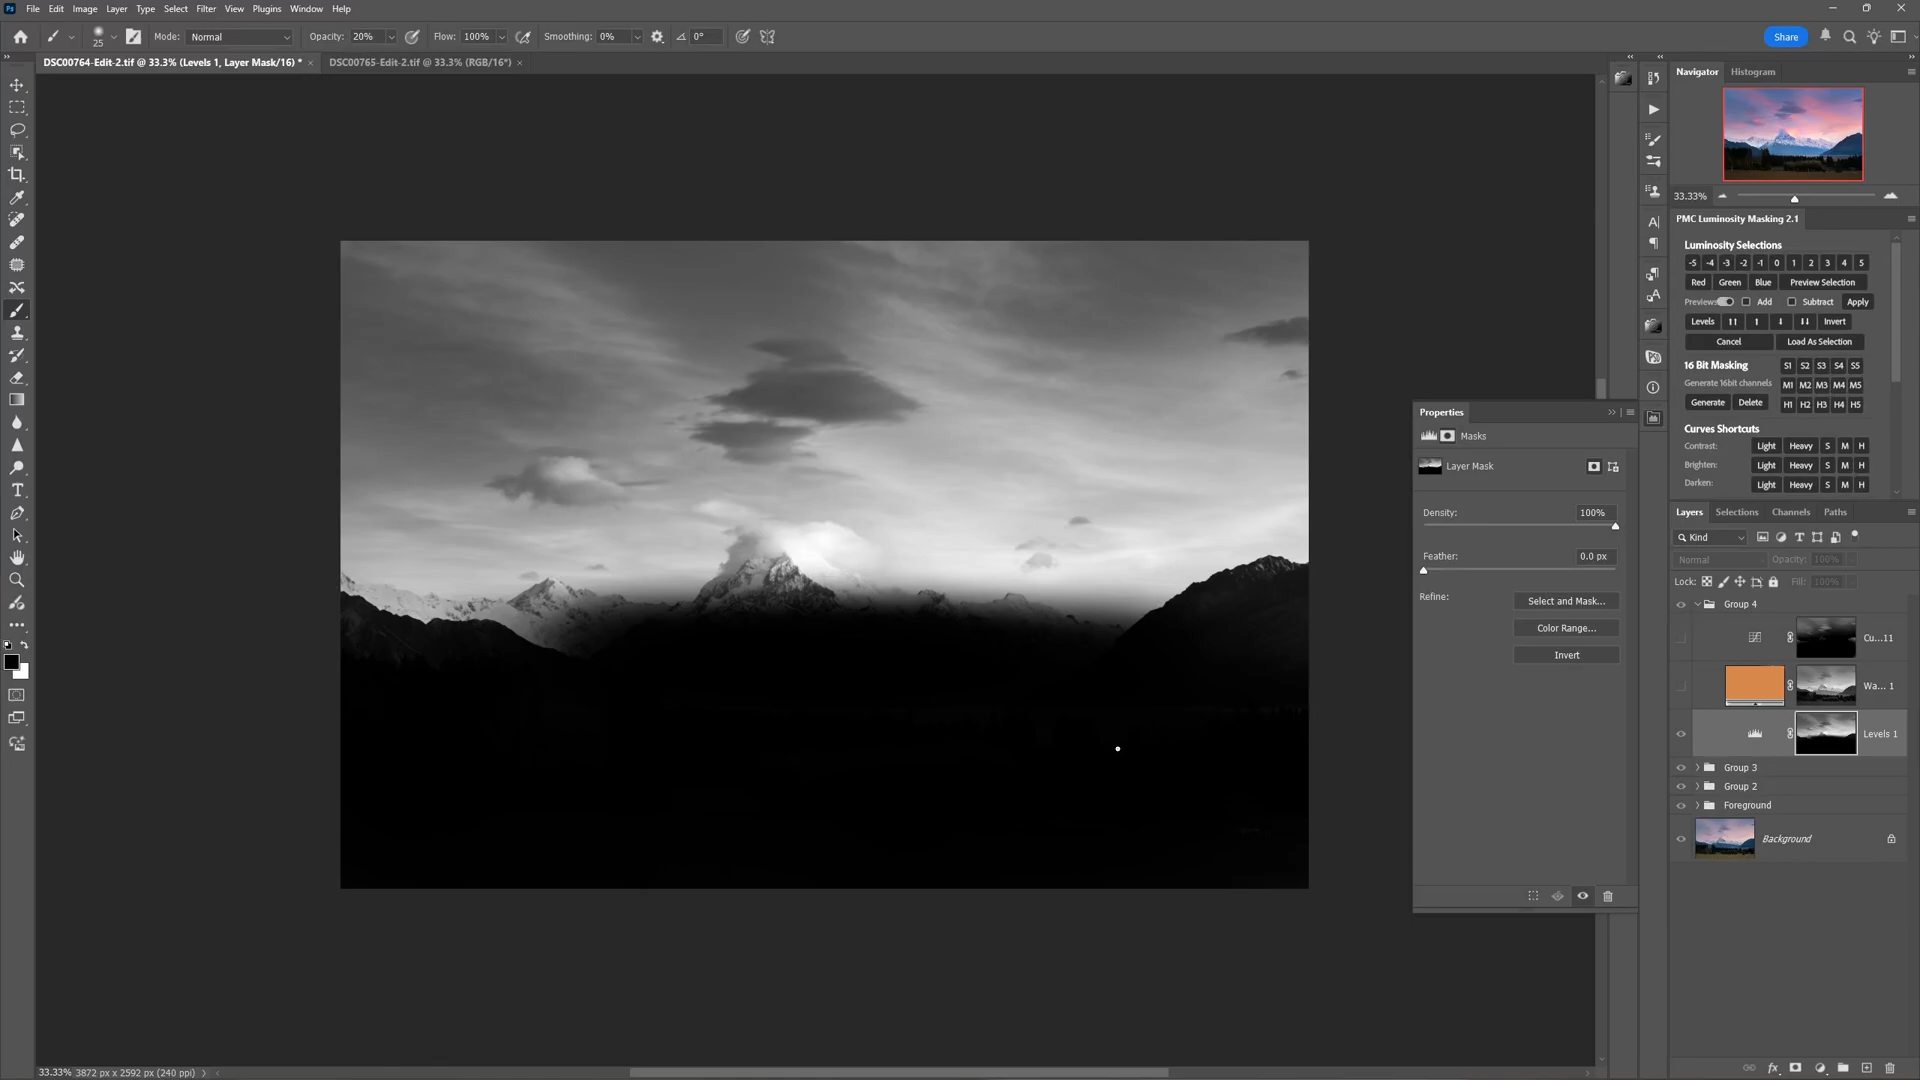 Ps File Edit Image Layer Type Select Filter View Plugins Window Help
25 Mode: Normal Opacity: 20% Flow: 100% Smoothing: 0% 0° Share
DSC00764-Edit-2.tif @ 33.3% (Levels 1, Layer Mask/16) * × DSC00765-Edit-2.tif @ 33.3% (RGB/16*) ×
Navigator Histogram
33.33%
PMC Luminosity Masking 2.1
Luminosity Selections
-5 -4 -3 -2 -1 0 1 2 3 4 5
Red Green Blue Preview Selection
Previews Add Subtract Apply
Levels Invert
Cancel Load As Selection
16 Bit Masking S1 S2 S3 S4 S5
Generate 16bit channels M1 M2 M3 M4 M5
Generate Delete H1 H2 H3 H4 H5
Curves Shortcuts
Contrast: Light Heavy S M H
Brighten: Light Heavy S M H
Darken: Light Heavy S M H
Properties
Masks
Layer Mask
Density: 100%
Feather: 0.0 px
Refine: Select and Mask...
Color Range...
Invert
Layers Selections Channels Paths
Kind
Normal Opacity: 100%
Lock: Fill: 100%
Group 4
Cu...11
Wa... 1
Levels 1
Group 3
Group 2
Foreground
Background
33.33% 3872 px x 2592 px (240 ppi)